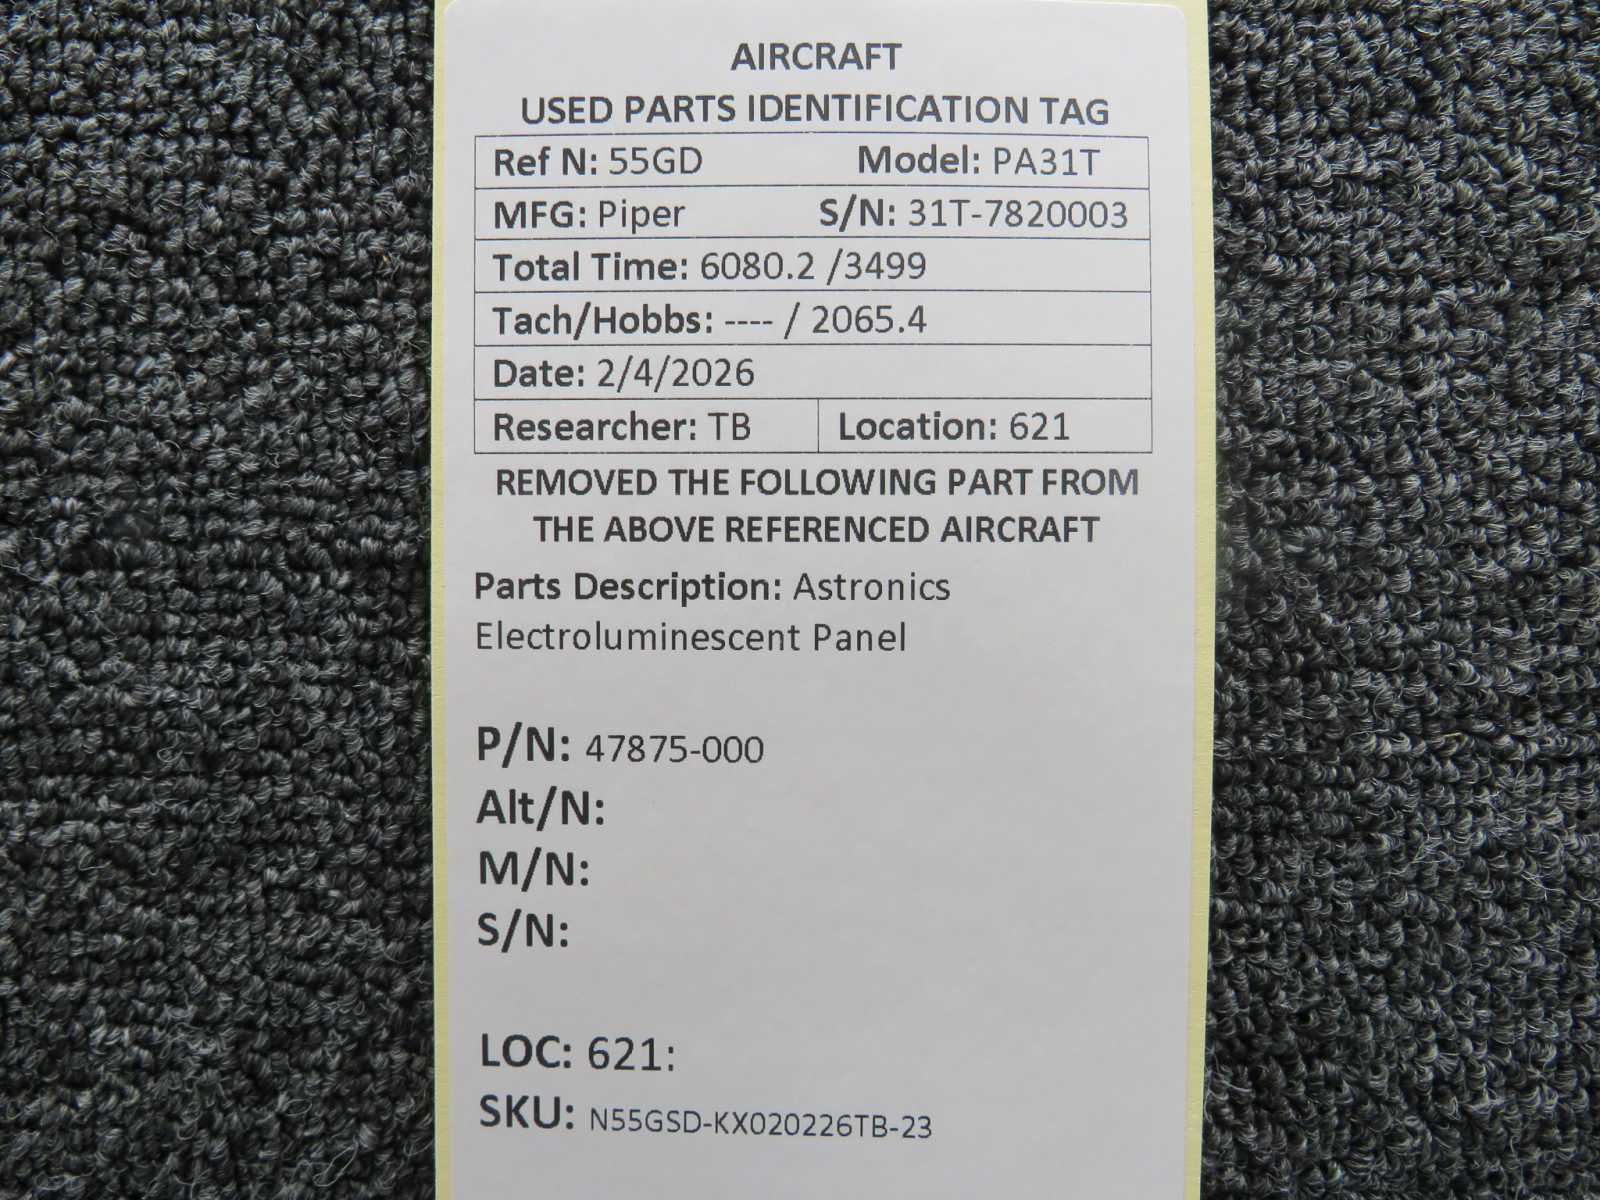 AIRCRAFT
USED PARTS IDENTIFICATION TAG
Ref N: 55GD Model: PA31T
MFG: Piper S/N: 31T-7820003
Total Time: 6080.2 /3499
Tach/Hobbs: ---- / 2065.4
Date: 2/4/2026
Researcher: TB Location: 621
REMOVED THE FOLLOWING PART FROM
THE ABOVE REFERENCED AIRCRAFT
Parts Description: Astronics
Electroluminescent Panel
P/N: 47875-000
Alt/N:
M/N:
S/N:
LOC: 621:
SKU: N55GSD-KX020226TB-23